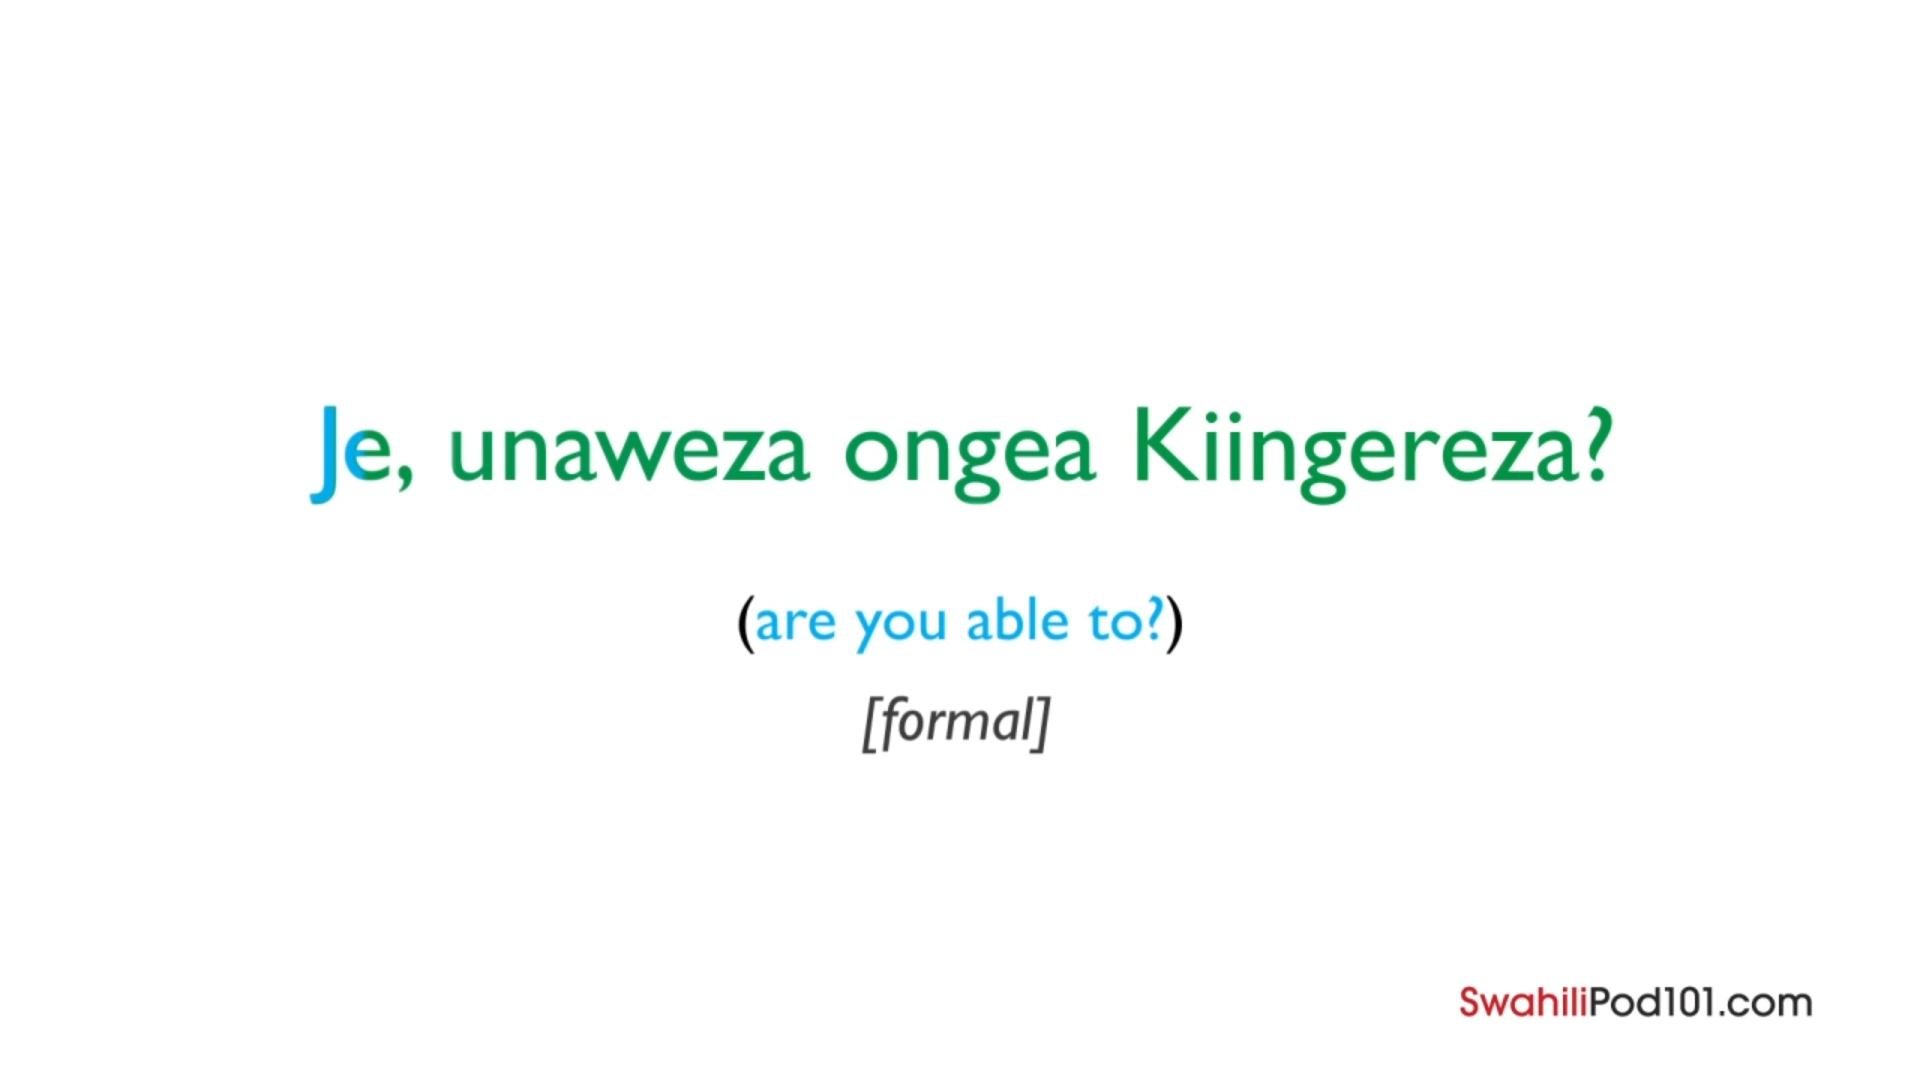 Je, unaweza ongea Kiingereza?
(are you able to?)
[formal]
SwahiliPod101.com